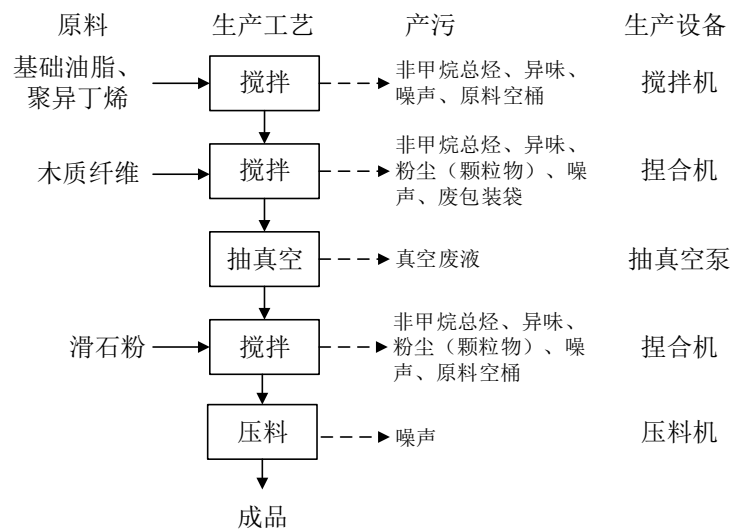 原料 生产工艺 产污 生产设备
基础油脂、
聚异丁烯
搅拌
非甲烷总烃、异味、
噪声、原料空桶
搅拌机
木质纤维
搅拌
非甲烷总烃、异味、
粉尘（颗粒物）、噪
声、废包装袋
捏合机
抽真空
真空废液
抽真空泵
滑石粉
搅拌
非甲烷总烃、异味、
粉尘（颗粒物）、噪
声、原料空桶
捏合机
压料
噪声
压料机
成品